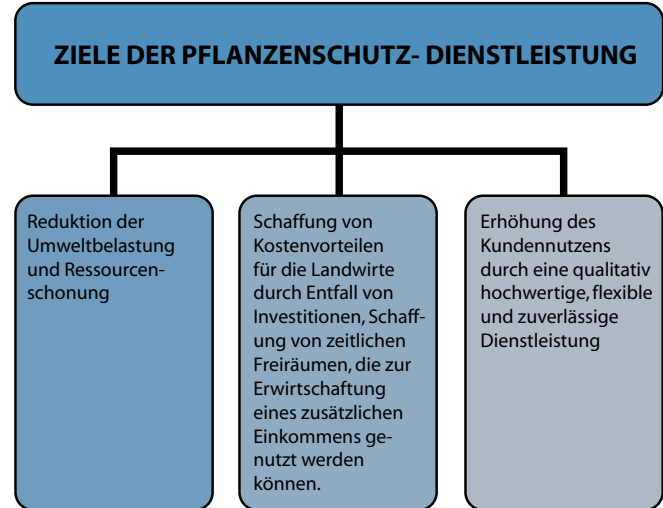 ZIELE DER PFLANZENSCHUTZ- DIENSTLEISTUNG
Reduktion der
Umweltbelastung
und Ressourcen-
schonung
Schaffung von
Kostenvorteilen
für die Landwirte
durch Entfall von
Investitionen, Schaff-
ung von zeitlichen
Freiräumen, die zur
Erwirtschaftung
eines zusätzlichen
Einkommens ge-
nutzt werden
können.
Erhöhung des
Kundennutzens
durch eine qualitativ
hochwertige, flexible
und zuverlässige
Dienstleistung